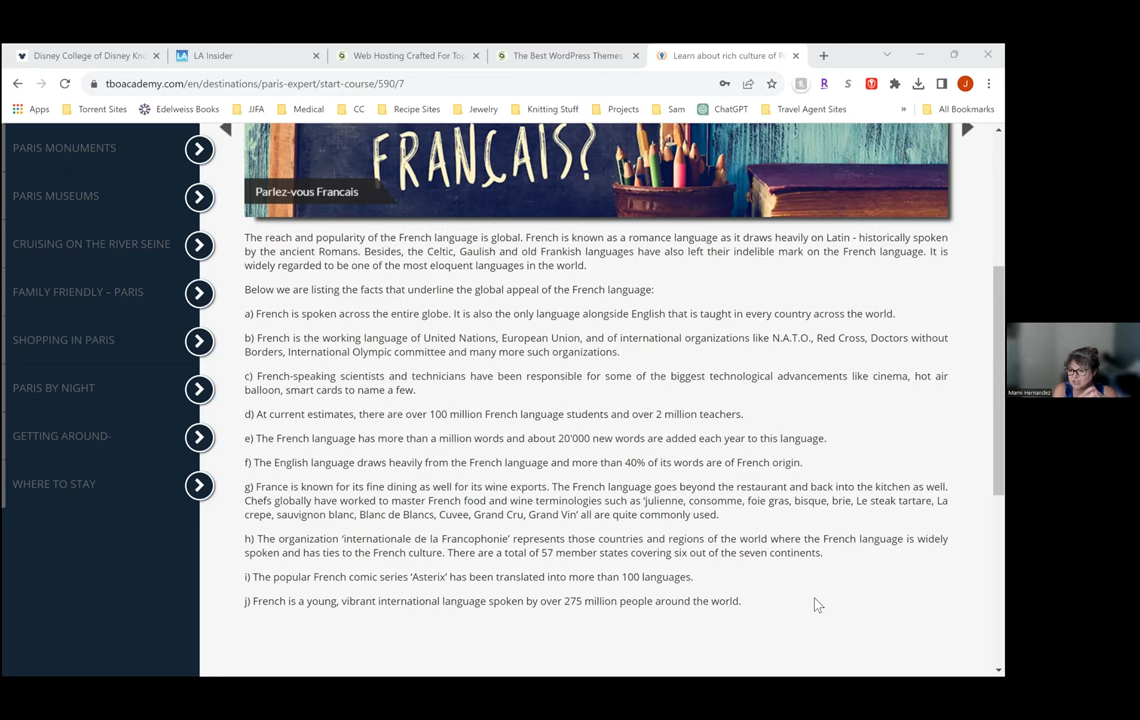 Disney College of Disney Kno
LA Insider
Web Hosting Crafted For Top
The Best WordPress Themes
Learn about rich culture of P
tboacademy.com/en/destinations/paris-expert/start-course/590/7
Apps
Torrent Sites
Edelweiss Books
JJFA
Medical
CC
Recipe Sites
Jewelry
Knitting Stuff
Projects
Sam
ChatGPT
Travel Agent Sites
»
All Bookmarks
PARIS MONUMENTS
PARIS MUSEUMS
CRUISING ON THE RIVER SEINE
FAMILY FRIENDLY – PARIS
SHOPPING IN PARIS
PARIS BY NIGHT
GETTING AROUND-
WHERE TO STAY
FRANÇAIS?
Parlez-vous Francais
The reach and popularity of the French language is global. French is known as a romance language as it draws heavily on Latin - historically spoken
by the ancient Romans. Besides, the Celtic, Gaulish and old Frankish languages have also left their indelible mark on the French language. It is
widely regarded to be one of the most eloquent languages in the world.
Below we are listing the facts that underline the global appeal of the French language:
a) French is spoken across the entire globe. It is also the only language alongside English that is taught in every country across the world.
b) French is the working language of United Nations, European Union, and of international organizations like N.A.T.O., Red Cross, Doctors without
Borders, International Olympic committee and many more such organizations.
c) French-speaking scientists and technicians have been responsible for some of the biggest technological advancements like cinema, hot air
balloon, smart cards to name a few.
d) At current estimates, there are over 100 million French language students and over 2 million teachers.
e) The French language has more than a million words and about 20'000 new words are added each year to this language.
f) The English language draws heavily from the French language and more than 40% of its words are of French origin.
g) France is known for its fine dining as well for its wine exports. The French language goes beyond the restaurant and back into the kitchen as well.
Chefs globally have worked to master French food and wine terminologies such as 'julienne, consomme, foie gras, bisque, brie, Le steak tartare, La
crepe, sauvignon blanc, Blanc de Blancs, Cuvee, Grand Cru, Grand Vin' all are quite commonly used.
h) The organization 'internationale de la Francophonie' represents those countries and regions of the world where the French language is widely
spoken and has ties to the French culture. There are a total of 57 member states covering six out of the seven continents.
i) The popular French comic series 'Asterix' has been translated into more than 100 languages.
j) French is a young, vibrant international language spoken by over 275 million people around the world.
Marni Hernandez